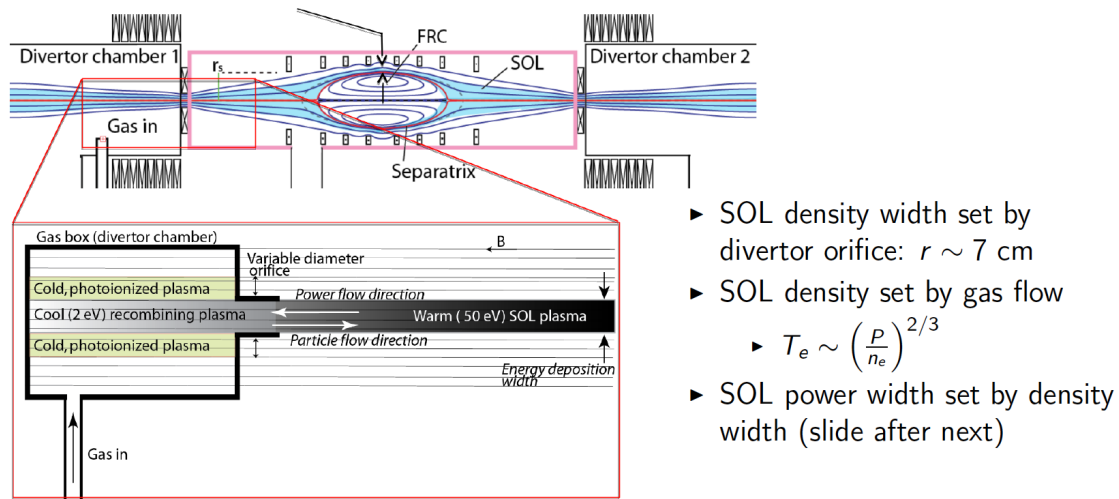 Divertor chamber 1
FRC
SOL
Divertor chamber 2
r_s
Gas in
Separatrix
Gas box (divertor chamber)
B
Variable diameter
orifice
Cold, photoionized plasma
Power flow direction
Cool (2 eV) recombining plasma
Warm ( 50 eV) SOL plasma
Cold, photoionized plasma
Particle flow direction
Energy deposition
width
Gas in
▸ SOL density width set by
divertor orifice: r ∼ 7 cm
▸ SOL density set by gas flow
▸ T_e ∼ (P/n_e)^{2/3}
▸ SOL power width set by density
width (slide after next)